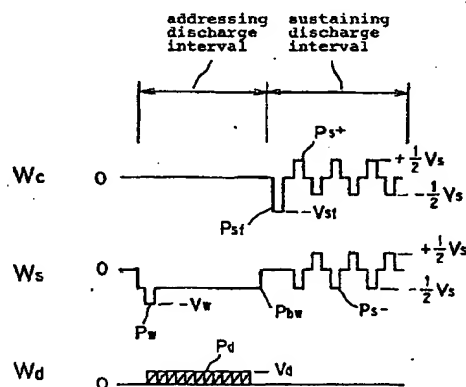 addressing discharge interval
sustaining discharge interval
Ps+
Wc
0
+1/2 Vs
-1/2 Vs
Psf
-Vsf
Ws
0
+1/2 Vs
-1/2 Vs
-Vw
Pw
Pbw
Ps-
Wd
0
Pd
Vd